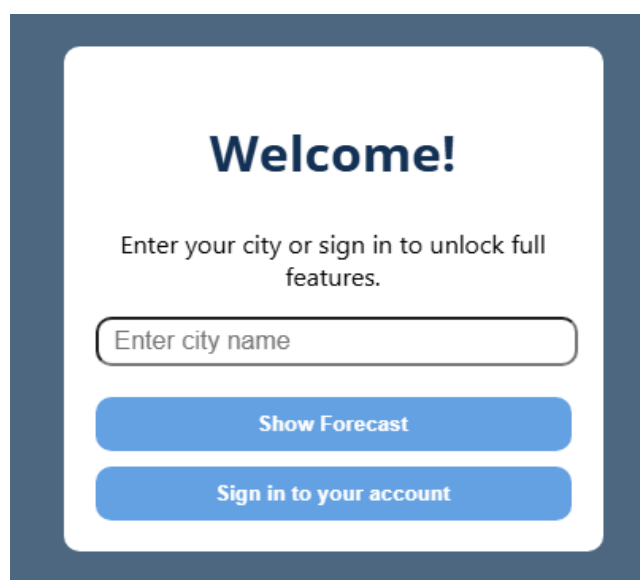 Welcome!
Enter your city or sign in to unlock full
features.
Enter city name
Show Forecast
Sign in to your account